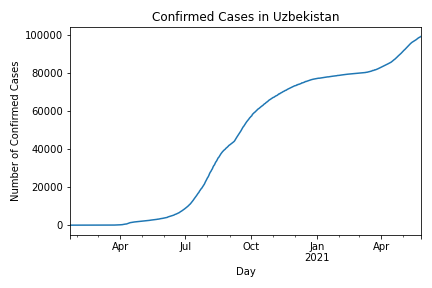 Confirmed Cases in Uzbekistan
100000
80000
60000
40000
20000
0
Number of Confirmed Cases
Apr Jul Oct Jan Apr
2021
Day